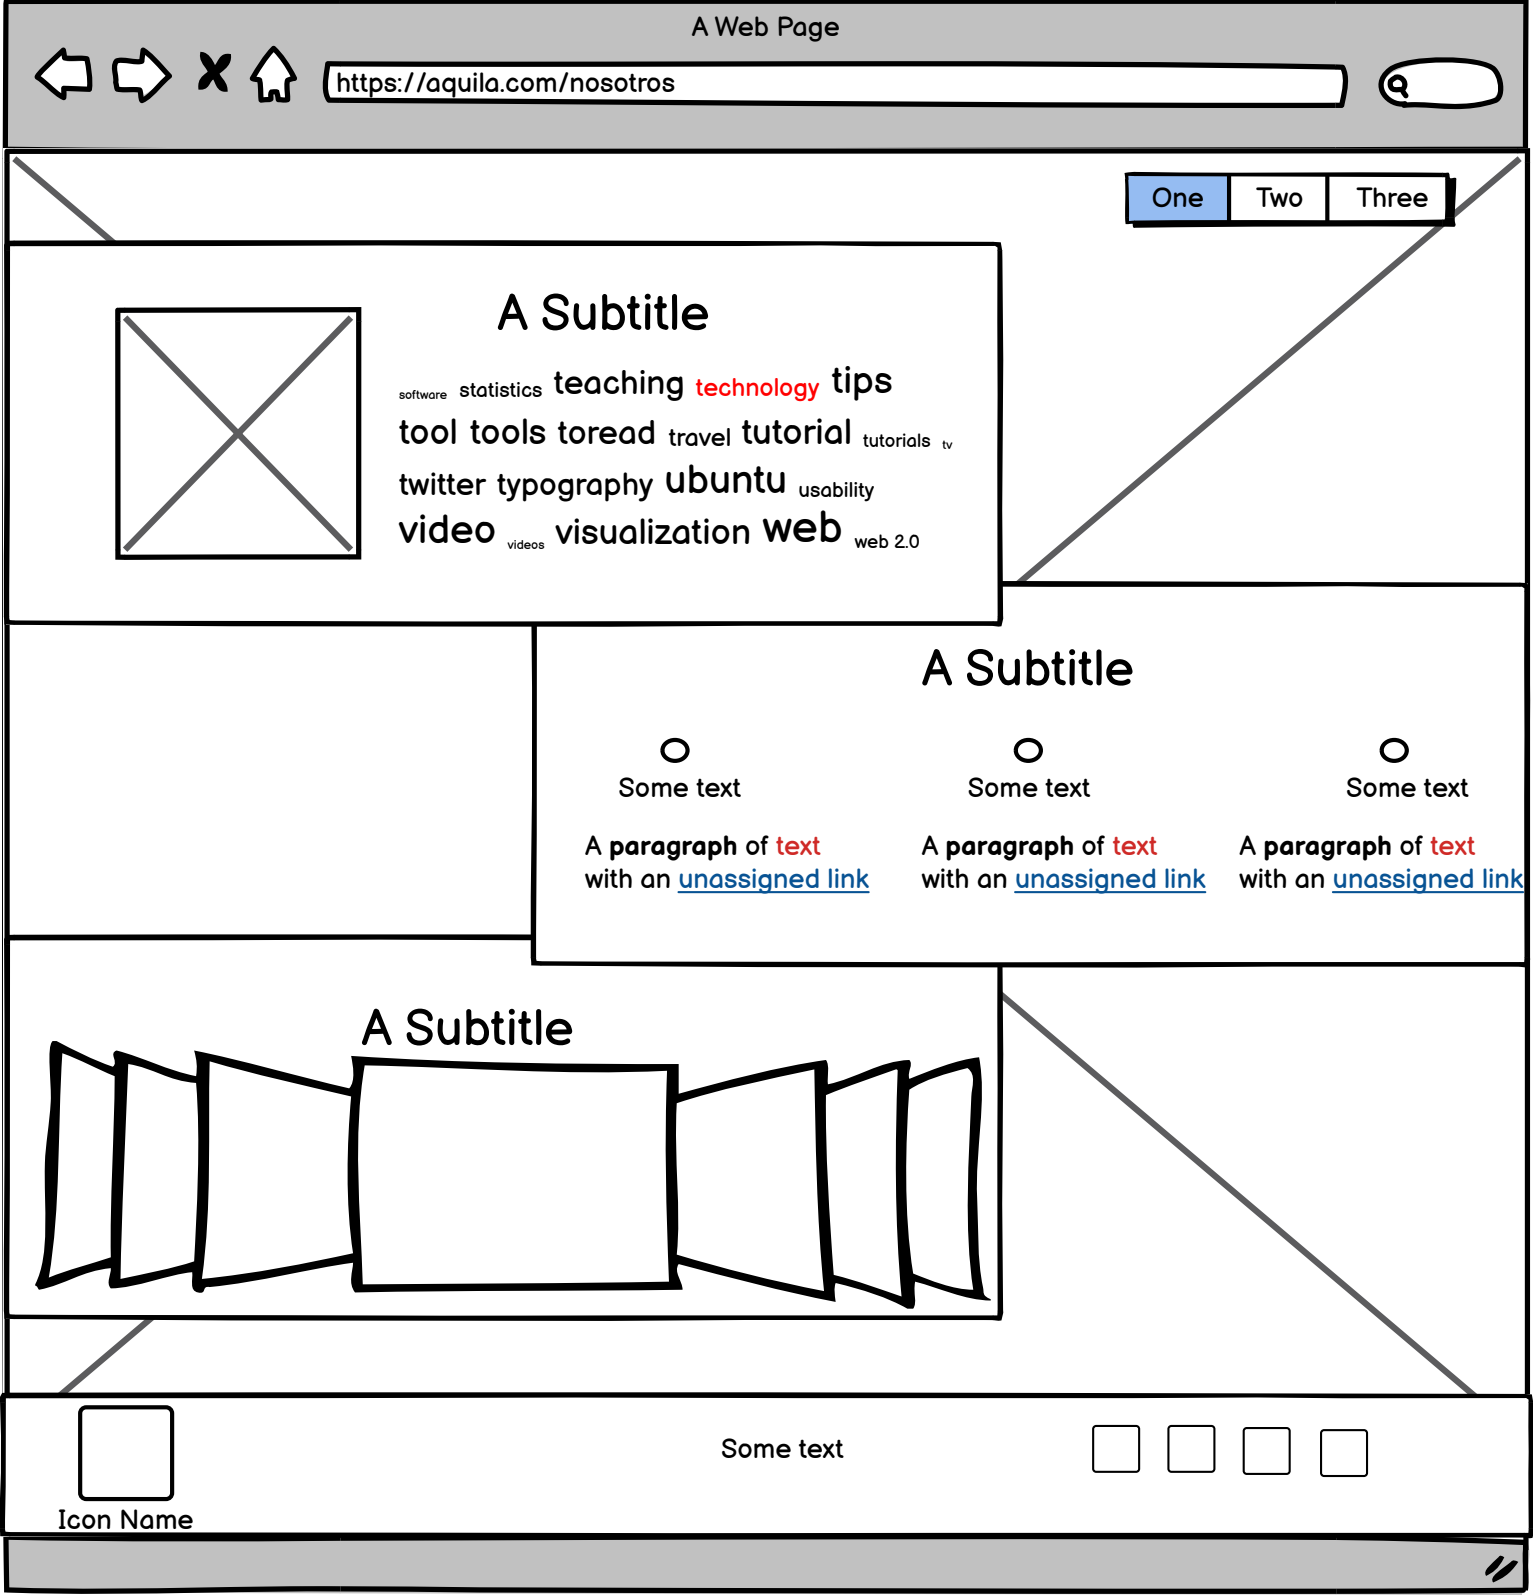 A Web Page
https://aquila.com/nosotros
One Two Three
A Subtitle
software statistics teaching technology tips
tool tools toread travel tutorial tutorials tv
twitter typography ubuntu usability
video videos visualization web web 2.0
A Subtitle
Some text Some text Some text
A paragraph of text A paragraph of text A paragraph of text
with an unassigned link with an unassigned link with an unassigned link
A Subtitle
Some text
Icon Name